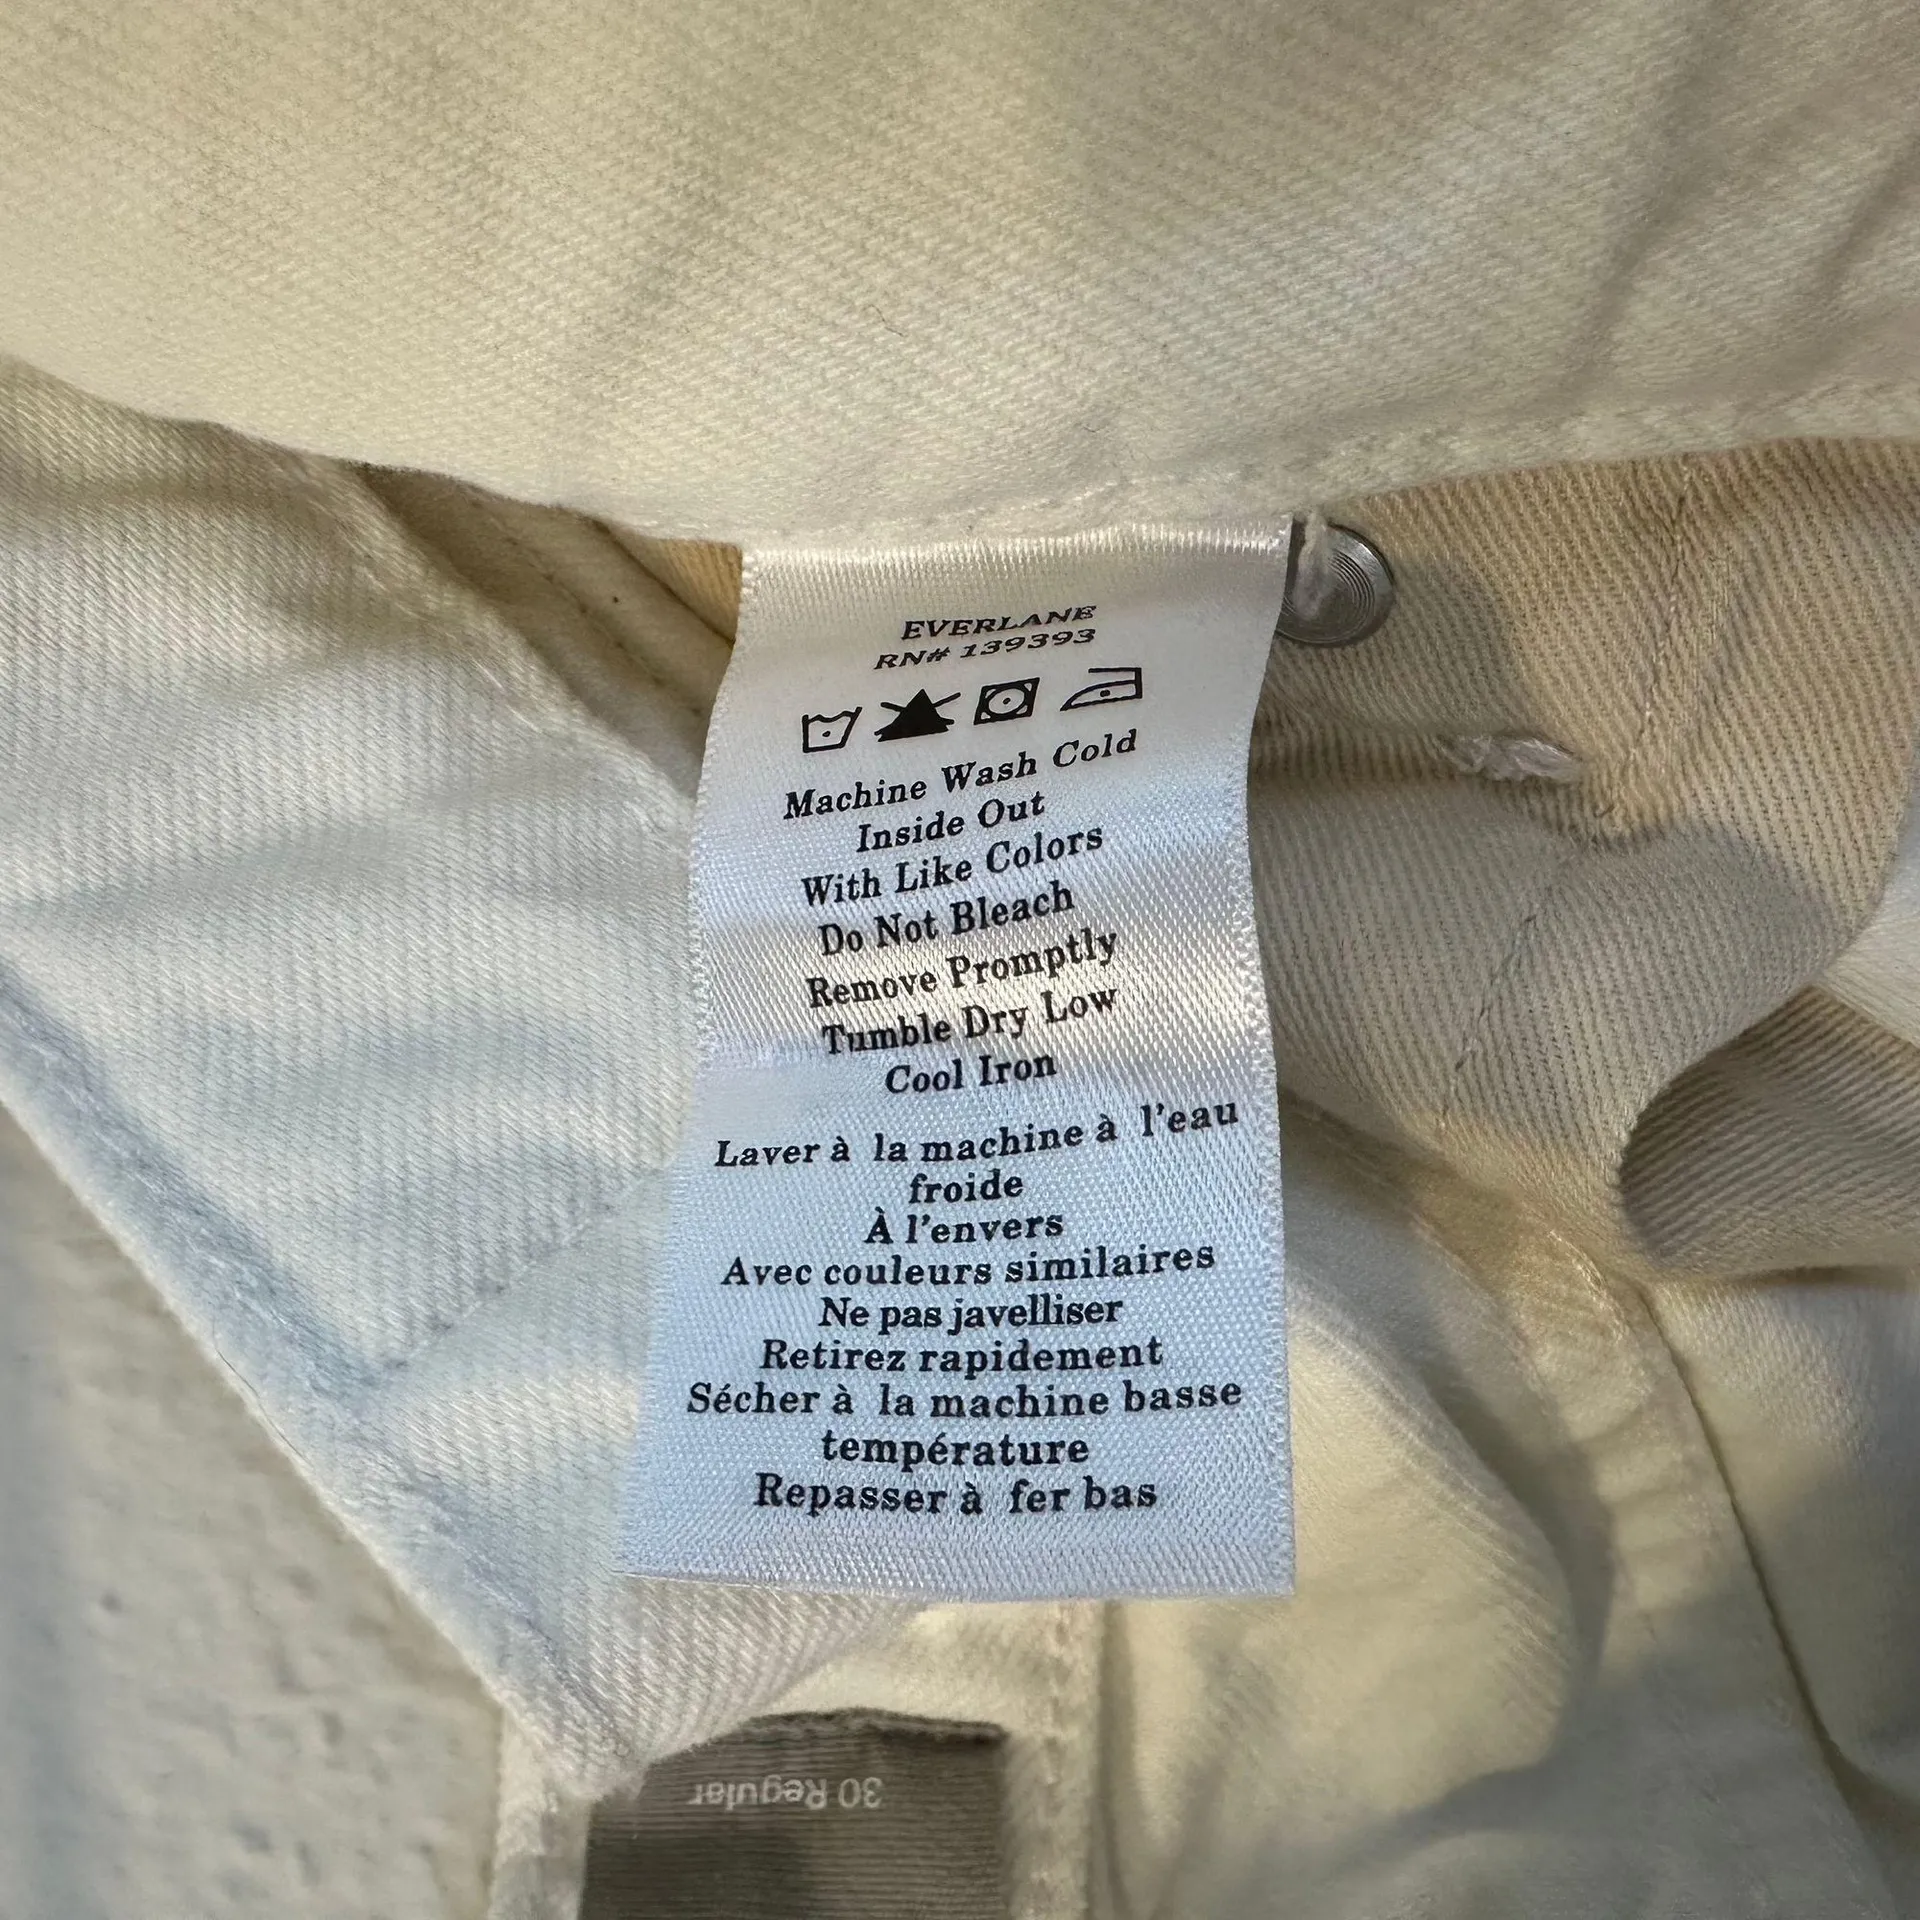 EVERLANE
RN# 139393
Machine Wash Cold
Inside Out
With Like Colors
Do Not Bleach
Remove Promptly
Tumble Dry Low
Cool Iron
Laver à la machine à l'eau
froide
À l'envers
Avec couleurs similaires
Ne pas javelliser
Retirez rapidement
Sécher à la machine basse
température
Repasser à fer bas
30 Regular